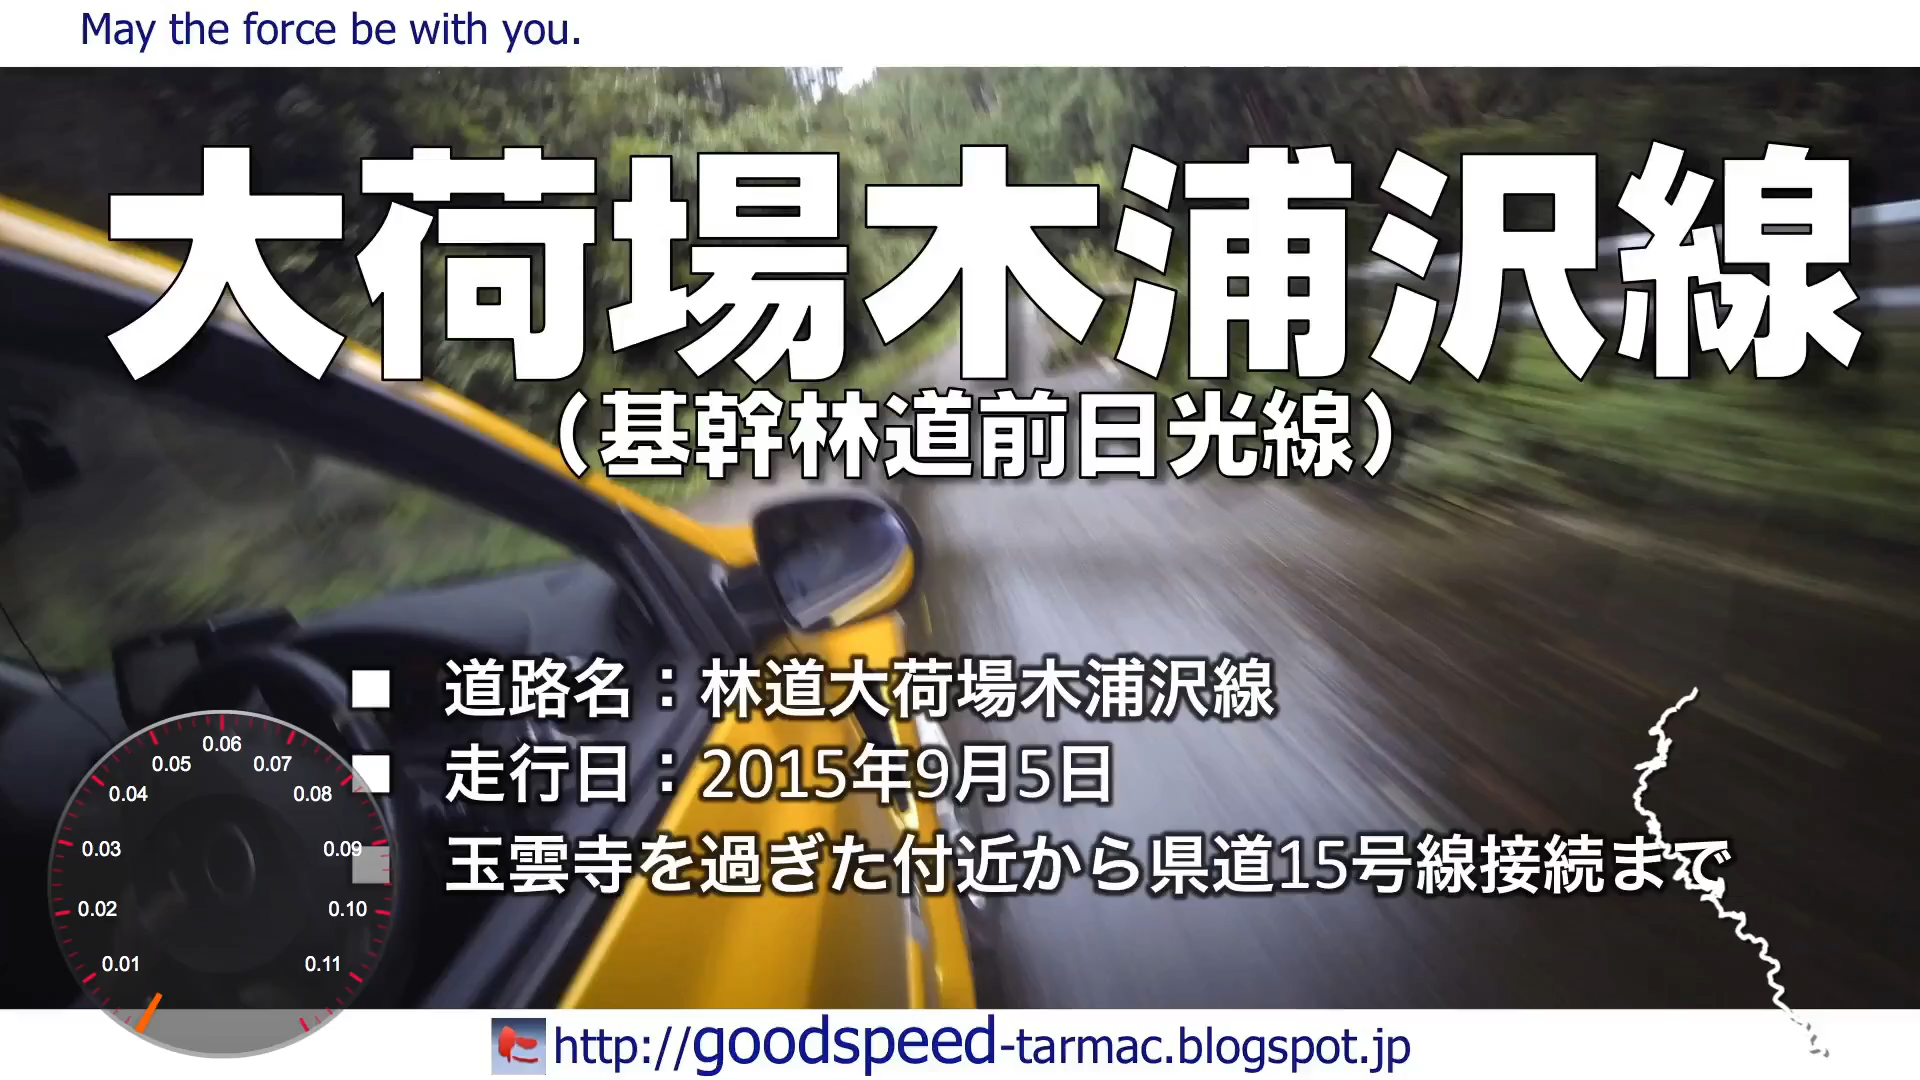 May the force be with you.
大荷場木浦沢線
（基幹林道前日光線）
■ 道路名：林道大荷場木浦沢線
■ 走行日：2015年9月5日
■ 玉雲寺を過ぎた付近から県道15号線接続まで
0.01
0.02
0.03
0.04
0.05
0.06
0.07
0.08
0.09
0.10
0.11
http://goodspeed-tarmac.blogspot.jp